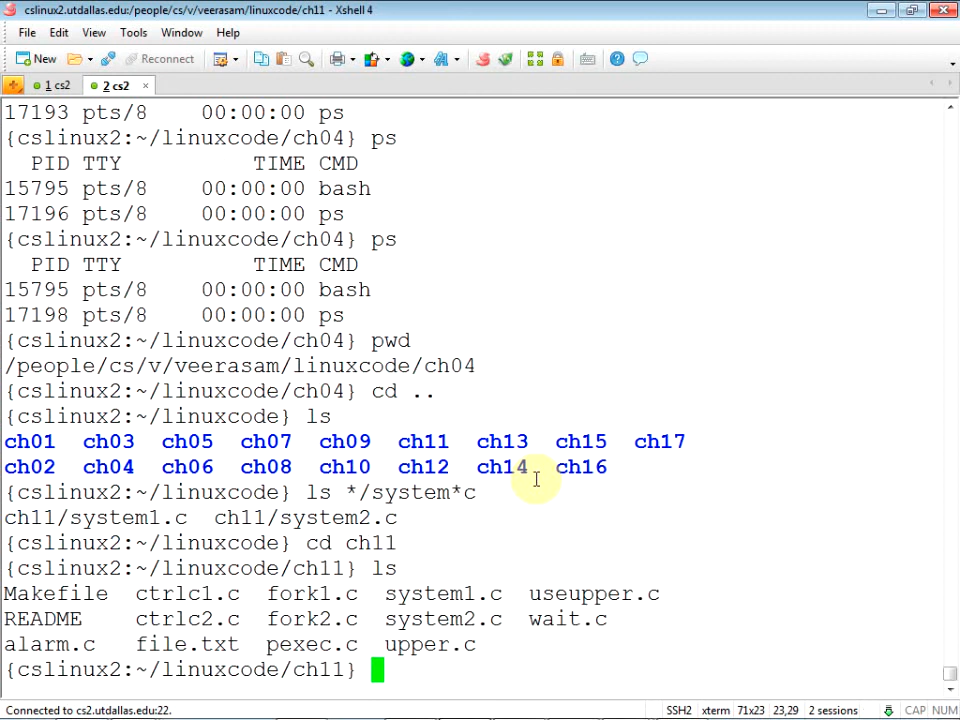 cslinux2.utdallas.edu:/people/cs/v/veerasam/linuxcode/ch11 - Xshell 4
File Edit View Tools Window Help
New Reconnect
1 cs2 2 cs2 ×
17193 pts/8    00:00:00 ps
{cslinux2:~/linuxcode/ch04} ps
  PID TTY          TIME CMD
15795 pts/8    00:00:00 bash
17196 pts/8    00:00:00 ps
{cslinux2:~/linuxcode/ch04} ps
  PID TTY          TIME CMD
15795 pts/8    00:00:00 bash
17198 pts/8    00:00:00 ps
{cslinux2:~/linuxcode/ch04} pwd
/people/cs/v/veerasam/linuxcode/ch04
{cslinux2:~/linuxcode/ch04} cd ..
{cslinux2:~/linuxcode} ls
ch01  ch03  ch05  ch07  ch09  ch11  ch13  ch15  ch17
ch02  ch04  ch06  ch08  ch10  ch12  ch14  ch16
{cslinux2:~/linuxcode} ls */system*c
ch11/system1.c  ch11/system2.c
{cslinux2:~/linuxcode} cd ch11
{cslinux2:~/linuxcode/ch11} ls
Makefile  ctrlc1.c  fork1.c  system1.c  useupper.c
README    ctrlc2.c  fork2.c  system2.c  wait.c
alarm.c   file.txt  pexec.c  upper.c
{cslinux2:~/linuxcode/ch11}
Connected to cs2.utdallas.edu:22. SSH2 xterm 71x23 23,29 2 sessions CAP NUM